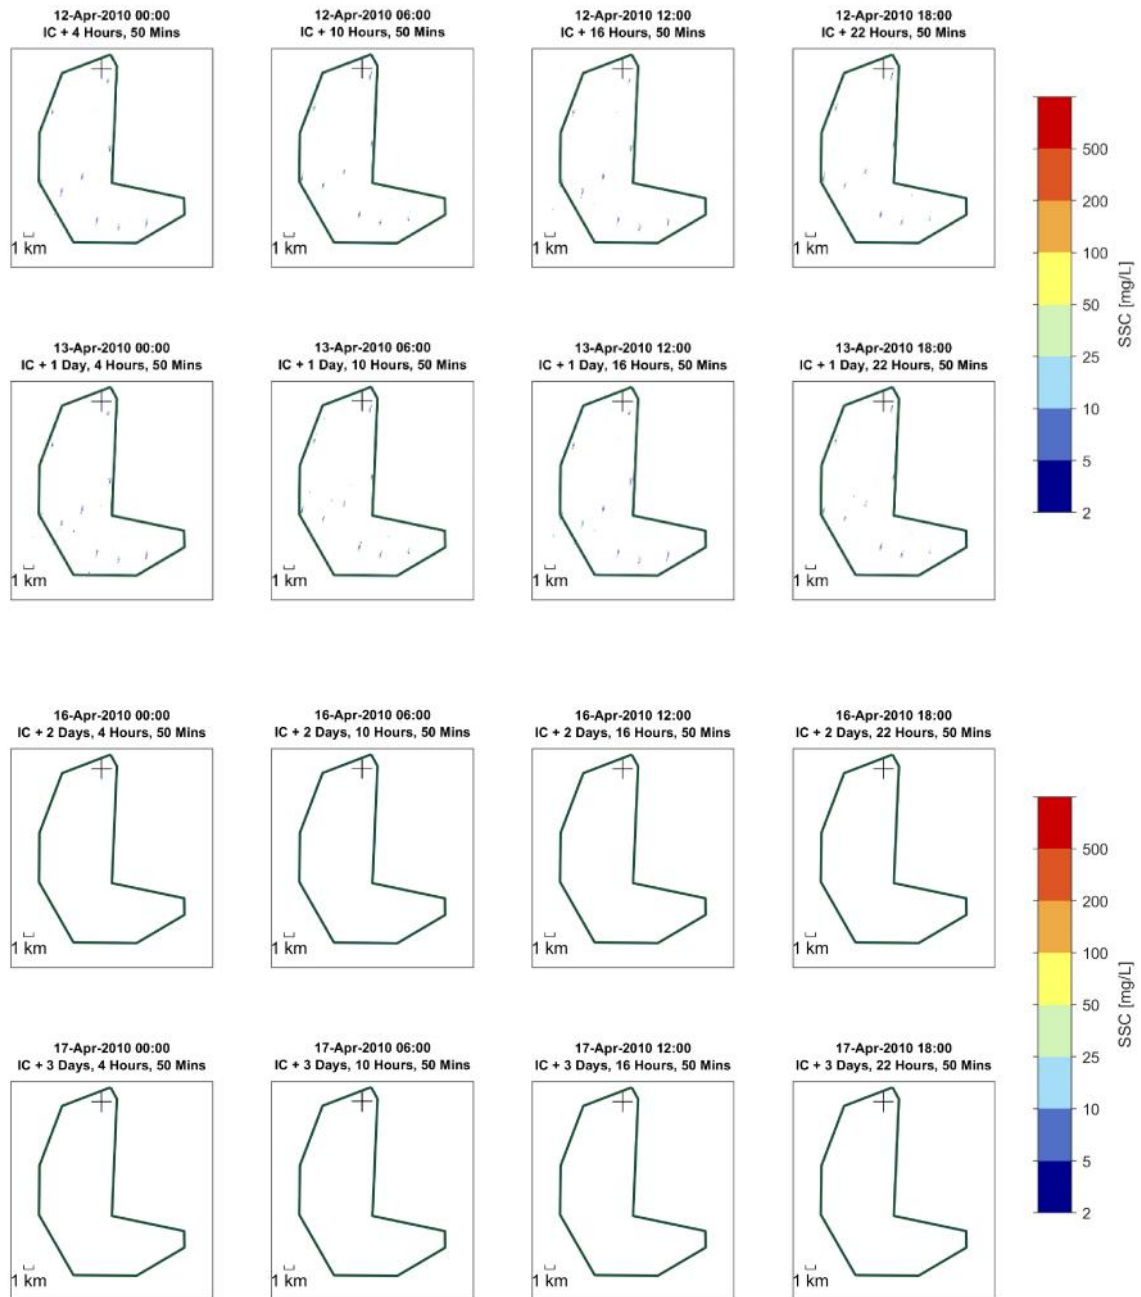 12-Apr-2010 00:00
IC + 4 Hours, 50 Mins
12-Apr-2010 06:00
IC + 10 Hours, 50 Mins
12-Apr-2010 12:00
IC + 16 Hours, 50 Mins
12-Apr-2010 18:00
IC + 22 Hours, 50 Mins
1 km
1 km
1 km
1 km
13-Apr-2010 00:00
IC + 1 Day, 4 Hours, 50 Mins
13-Apr-2010 06:00
IC + 1 Day, 10 Hours, 50 Mins
13-Apr-2010 12:00
IC + 1 Day, 16 Hours, 50 Mins
13-Apr-2010 18:00
IC + 1 Day, 22 Hours, 50 Mins
1 km
1 km
1 km
1 km
500
200
100
50
25
10
5
2
SSC [mg/L]
16-Apr-2010 00:00
IC + 2 Days, 4 Hours, 50 Mins
16-Apr-2010 06:00
IC + 2 Days, 10 Hours, 50 Mins
16-Apr-2010 12:00
IC + 2 Days, 16 Hours, 50 Mins
16-Apr-2010 18:00
IC + 2 Days, 22 Hours, 50 Mins
1 km
1 km
1 km
1 km
17-Apr-2010 00:00
IC + 3 Days, 4 Hours, 50 Mins
17-Apr-2010 06:00
IC + 3 Days, 10 Hours, 50 Mins
17-Apr-2010 12:00
IC + 3 Days, 16 Hours, 50 Mins
17-Apr-2010 18:00
IC + 3 Days, 22 Hours, 50 Mins
1 km
1 km
1 km
1 km
500
200
100
50
25
10
5
2
SSC [mg/L]